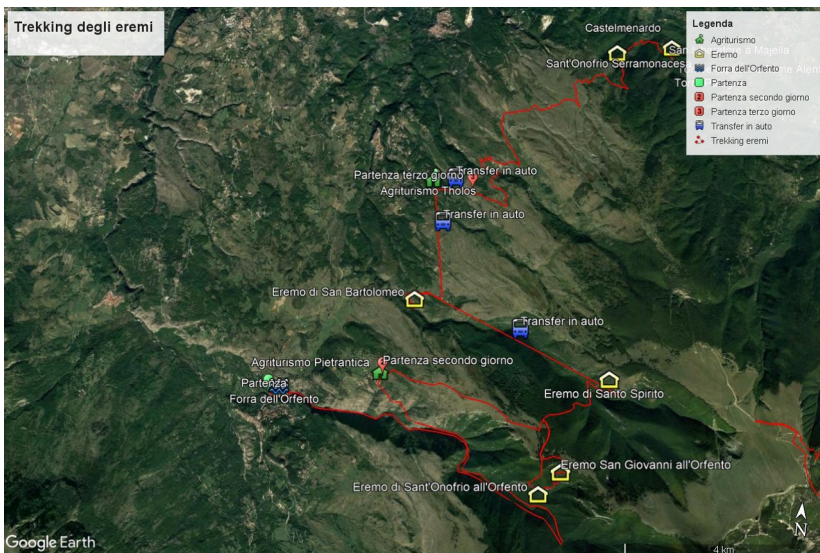 Trekking degli eremi
Castelmenardo
Legenda
Agriturismo
Eremo
Forra dell'Orfento
Partenza
2 Partenza secondo giorno
3 Partenza terzo giorno
Transfer in auto
Trekking eremi
a Majella
Sant'Onofrio Serramonacesca
Partenza terzo giorno
Transfer in auto
Agriturismo Tholos
Transfer in auto
Eremo di San Bartolomeo
Transfer in auto
Agriturismo Pietrantica
Partenza secondo giorno
Partenza
Forra dell'Orfento
Eremo di Santo Spirito
Eremo San Giovanni all'Orfento
Eremo di Sant'Onofrio all'Orfento
Google Earth
N
4 km